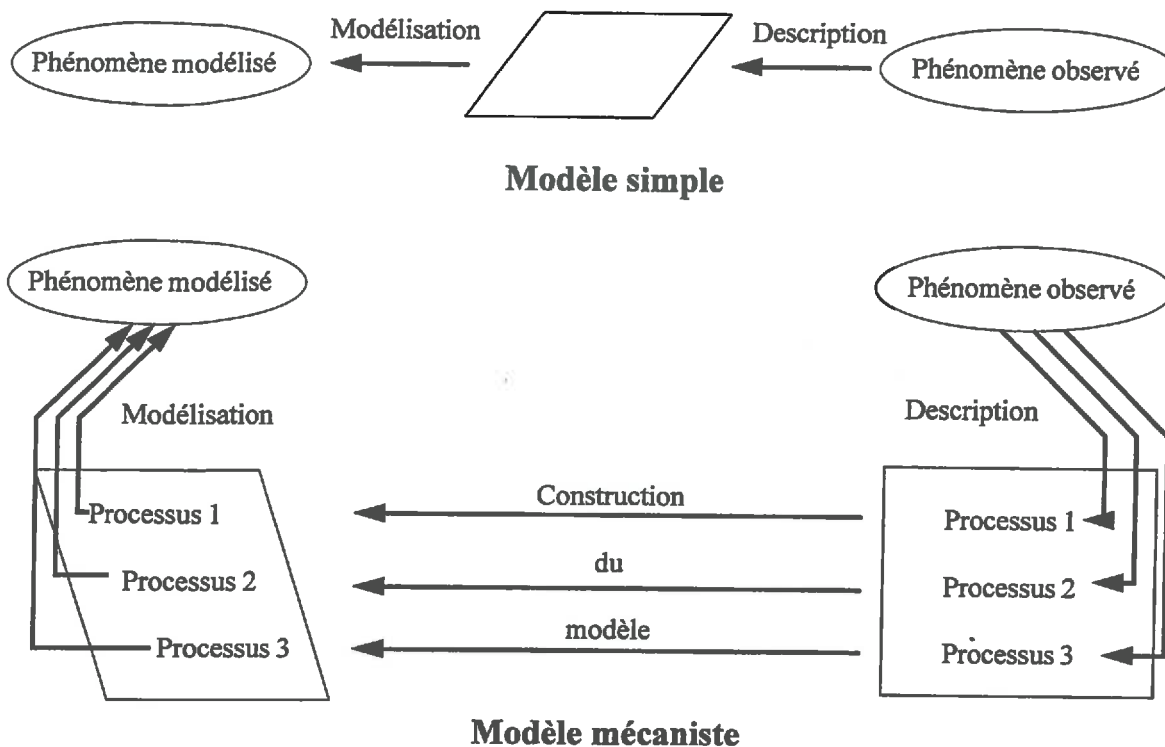 Modélisation
Description
Phénomène modélisé
Phénomène observé
Modèle simple
Phénomène modélisé
Phénomène observé
Modélisation
Description
Construction
Processus 1
Processus 1
du
Processus 2
Processus 2
modèle
Processus 3
Processus 3
Modèle mécaniste